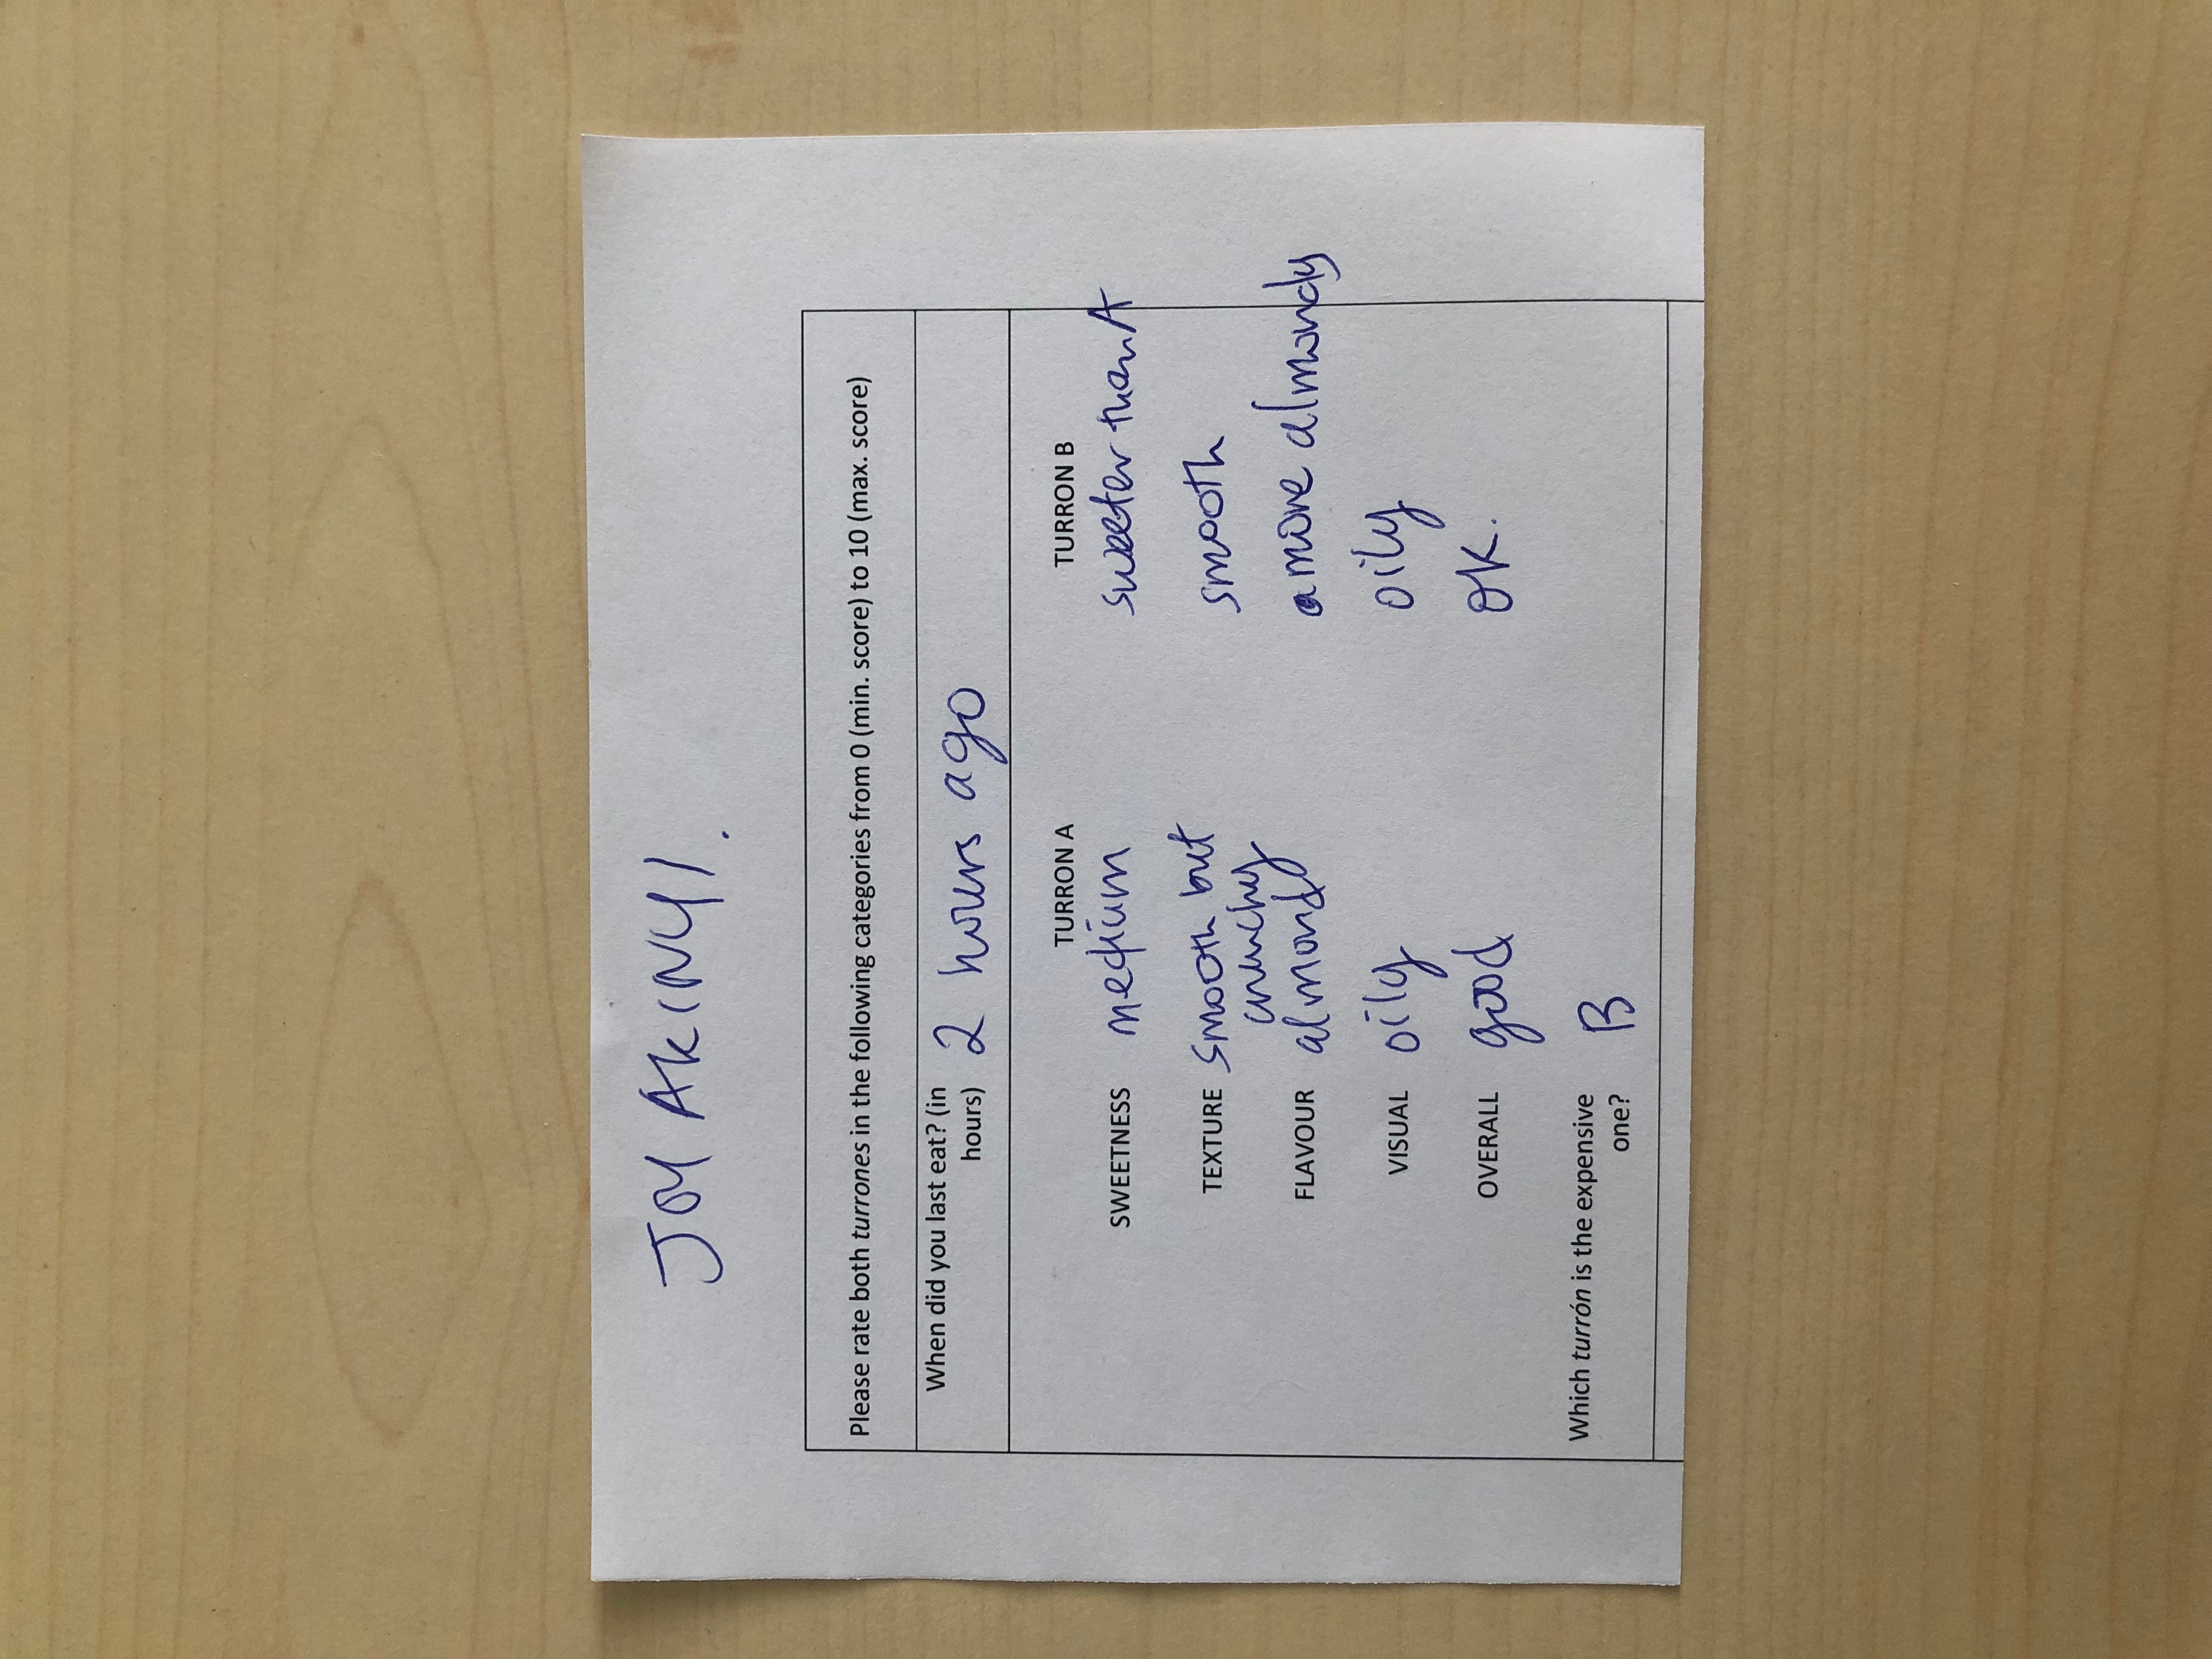 JOY AKINYI.
Please rate both turrones in the following categories from 0 (min. score) to 10 (max. score)
When did you last eat? (in
hours)
2 hours ago
TURRON A TURRON B
SWEETNESS medium sweeter than A
TEXTURE smooth but smooth
crunchy
FLAVOUR almond more almondy
VISUAL oily oily
OVERALL good ok.
Which turrón is the expensive
one?
B